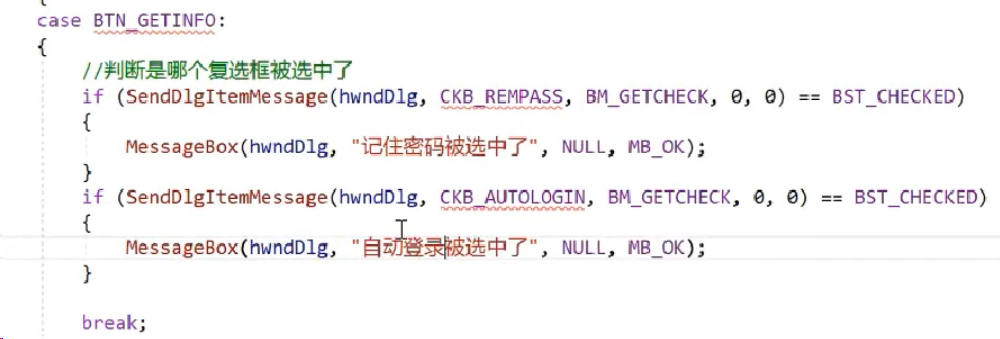 {
case BTN_GETINFO:
{
//判断是哪个复选框被选中了
if (SendDlgItemMessage(hwndDlg, CKB_REMPASS, BM_GETCHECK, 0, 0) == BST_CHECKED)
{
MessageBox(hwndDlg, "记住密码被选中了", NULL, MB_OK);
}
if (SendDlgItemMessage(hwndDlg, CKB_AUTOLOGIN, BM_GETCHECK, 0, 0) == BST_CHECKED)
{
MessageBox(hwndDlg, "自动登录被选中了", NULL, MB_OK);
}
break;